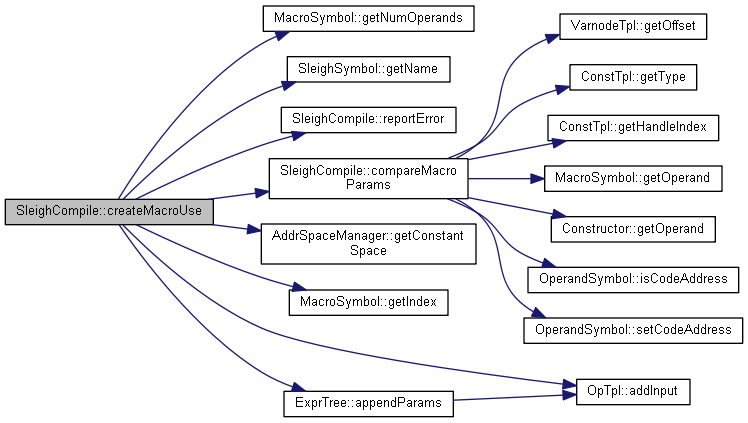 SleighCompile::createMacroUse
MacroSymbol::getNumOperands
SleighSymbol::getName
SleighCompile::reportError
SleighCompile::compareMacro
Params
AddrSpaceManager::getConstant
Space
MacroSymbol::getIndex
ExprTree::appendParams
VarnodeTpl::getOffset
ConstTpl::getType
ConstTpl::getHandleIndex
MacroSymbol::getOperand
Constructor::getOperand
OperandSymbol::isCodeAddress
OperandSymbol::setCodeAddress
OpTpl::addInput